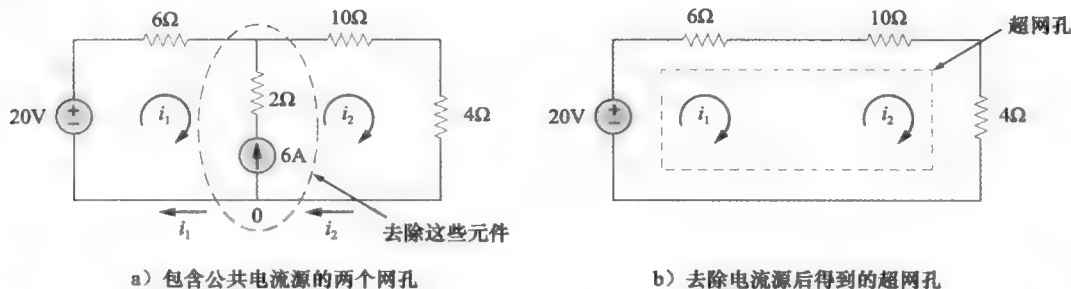 6Ω
10Ω
20V
i₁
2Ω
i₂
4Ω
6A
i₁
0
i₂
去除这些元件
a）包含公共电流源的两个网孔
6Ω
10Ω
超网孔
20V
i₁
i₂
4Ω
b）去除电流源后得到的超网孔